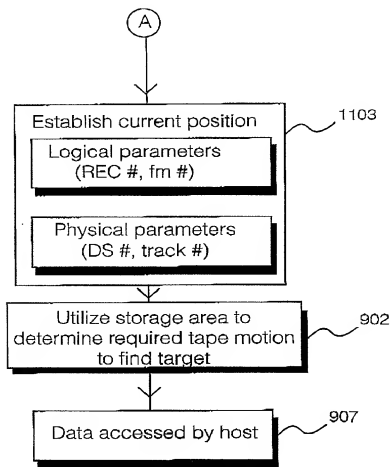 A
Establish current position
1103
Logical parameters
(REC #, fm #)
Physical parameters
(DS #, track #)
Utilize storage area to
determine required tape motion
to find target
902
Data accessed by host
907